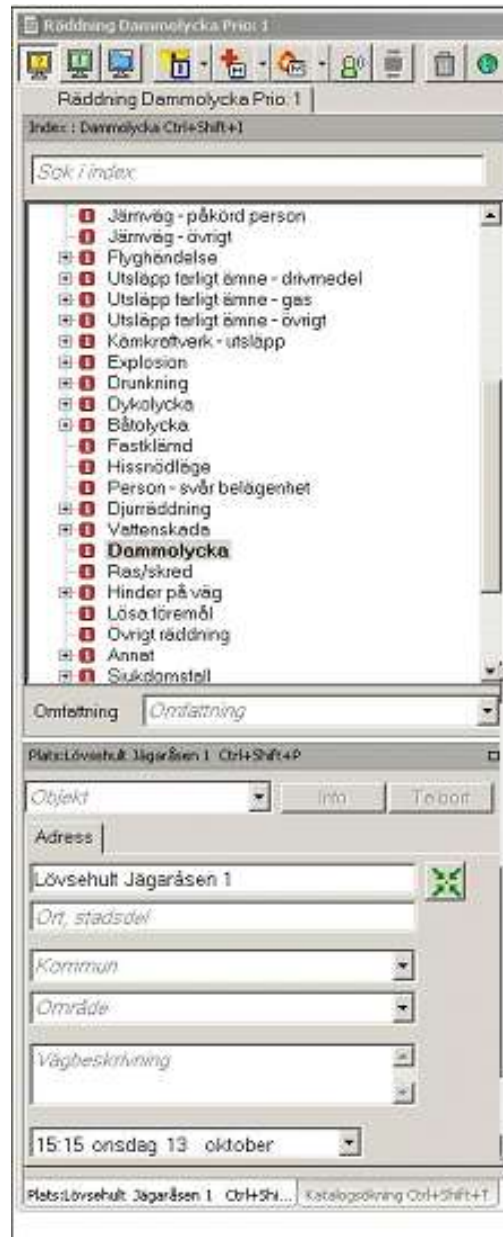 Räddning Dammolycka Prio: 1
Räddning Dammolycka Prio: 1
Index : Dammolycka Ctrl+Shift+I
Sök i index
Järnväg - påkörd person
Järnväg - övrigt
Flyghändelse
Utsläpp farligt ämne - drivmedel
Utsläpp farligt ämne - gas
Utsläpp farligt ämne - övrigt
Kärnkraftverk - utsläpp
Explosion
Drunkning
Dykolycka
Båtolycka
Fastklämd
Hissnödläge
Person - svår belägenhet
Djurräddning
Vattenskada
Dammolycka
Ras/skred
Hinder på väg
Lösa föremål
Övrigt räddning
Annat
Sjukdomsfall
Omfattning Omfattning
Plats:Lövsehult Jägaråsen 1 Ctrl+Shift+P
Objekt Info Ta bort
Adress
Lövsehult Jägaråsen 1
Ort, stadsdel
Kommun
Område
Vägbeskrivning
15:15 onsdag 13 oktober
Plats:Lövsehult Jägaråsen 1 Ctrl+Shi... Katalogsökning Ctrl+Shift+T